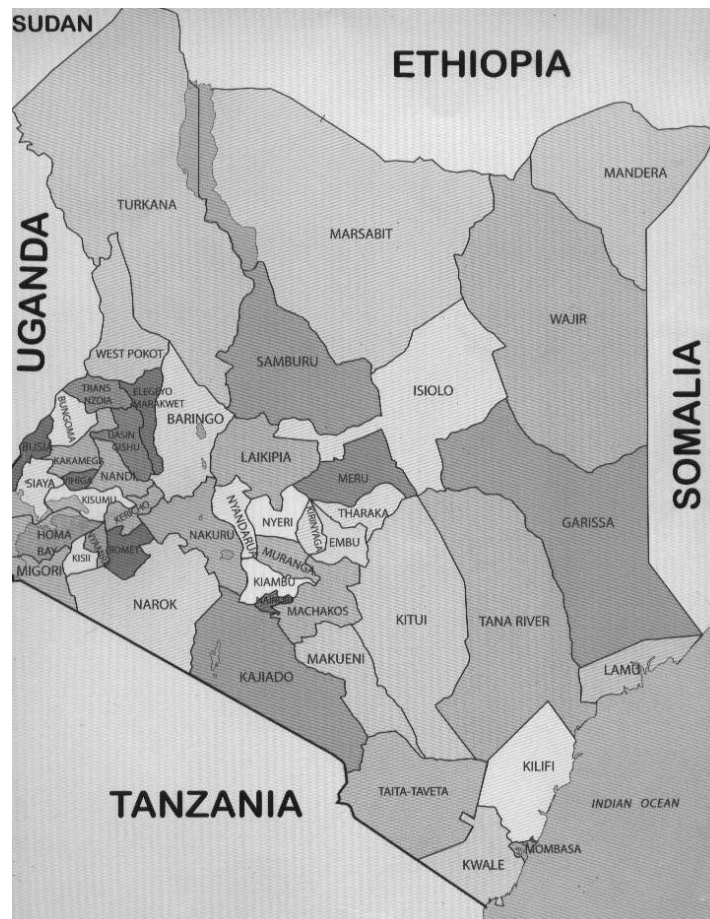 SUDAN
ETHIOPIA
MANDERA
TURKANA
MARSABIT
UGANDA
WAJIR
WEST POKOT
SAMBURU
ISIOLO
SOMALIA
TRANS
NZOIA
ELEGEYO
MARAKWET
BUNGOMA
BARINGO
UASIN
GISHU
BUSIA
LAIKIPIA
KAKAMEGA
VIHIGA
NANDI
MERU
SIAYA
KISUMU
THARAKA
GARISSA
KERICHO
NYERI
KIRINYAGA
NYANDARUA
EMBU
HOMA
BAY
NAKURU
MURANGA
KISII
BOMET
MIGORI
KIAMBU
NAIROBI
NAROK
MACHAKOS
KITUI
TANA RIVER
MAKUENI
LAMU
KAJIADO
KILIFI
TAITA-TAVETA
TANZANIA
INDIAN OCEAN
MOMBASA
KWALE